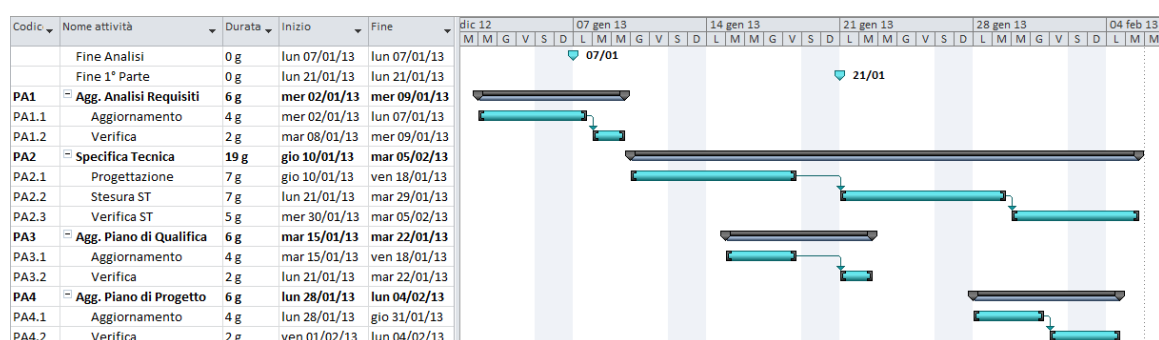 Codic Nome attività Durata Inizio Fine dic 12 07 gen 13 14 gen 13 21 gen 13 28 gen 13 04 feb 13
M M G V S D L M M G V S D L M M G V S D L M M G V S D L M M G V S D L M M
Fine Analisi 0 g lun 07/01/13 lun 07/01/13 07/01
Fine 1° Parte 0 g lun 21/01/13 lun 21/01/13 21/01
PA1 Agg. Analisi Requisiti 6 g mer 02/01/13 mer 09/01/13
PA1.1 Aggiornamento 4 g mer 02/01/13 lun 07/01/13
PA1.2 Verifica 2 g mar 08/01/13 mer 09/01/13
PA2 Specifica Tecnica 19 g gio 10/01/13 mar 05/02/13
PA2.1 Progettazione 7 g gio 10/01/13 ven 18/01/13
PA2.2 Stesura ST 7 g lun 21/01/13 mar 29/01/13
PA2.3 Verifica ST 5 g mer 30/01/13 mar 05/02/13
PA3 Agg. Piano di Qualifica 6 g mar 15/01/13 mar 22/01/13
PA3.1 Aggiornamento 4 g mar 15/01/13 ven 18/01/13
PA3.2 Verifica 2 g lun 21/01/13 mar 22/01/13
PA4 Agg. Piano di Progetto 6 g lun 28/01/13 lun 04/02/13
PA4.1 Aggiornamento 4 g lun 28/01/13 gio 31/01/13
PA4.2 Verifica 2 g ven 01/02/13 lun 04/02/13